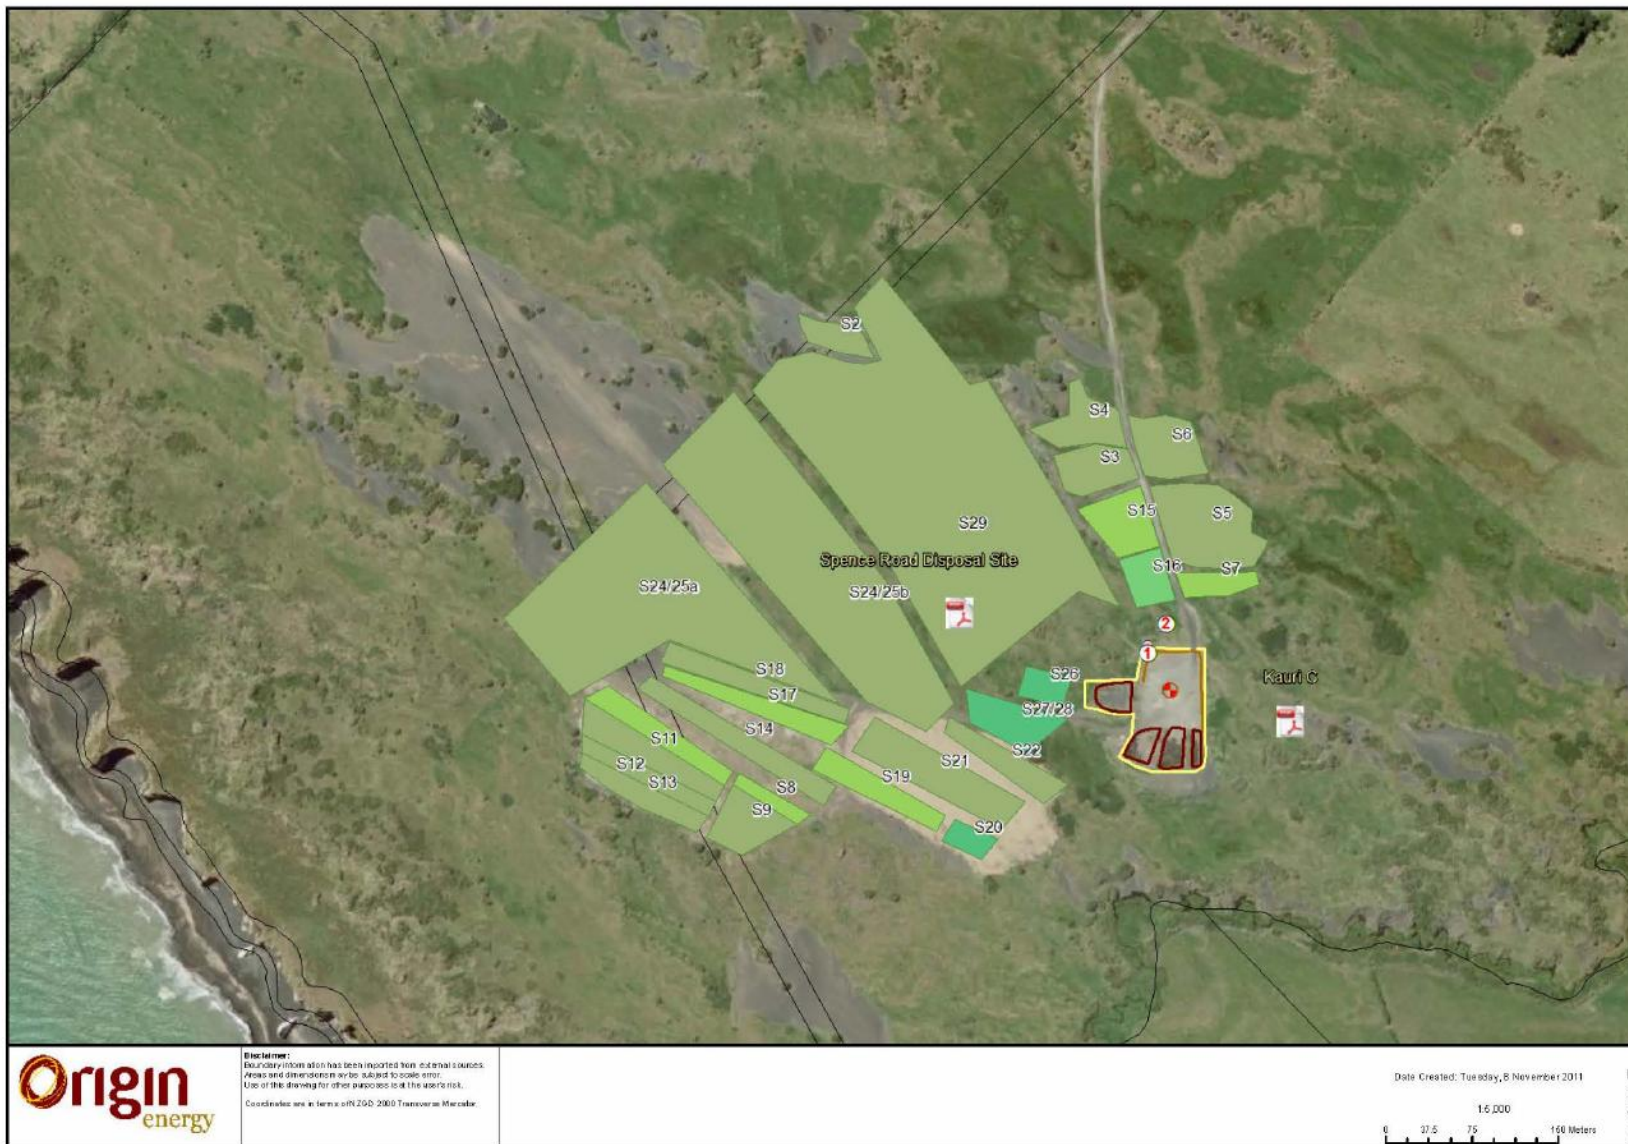 S2
S4
S6
S3
S15
S5
S29
Spence Road Disposal Site
S16
S7
S24/25a
S24/25b
2
1
S18
S26
Kauri C
S17
S27/28
S14
S11
S22
S12
S21
S13
S19
S8
S9
S20
Origin
energy
Disclaimer:
Boundary information has been imported from external sources.
Areas and dimensions may be subject to scale error.
Use of this drawing for other purposes is at the user's risk.
Coordinates are in terms of NZGD 2000 Transverse Mercator.
Date Created: Tuesday, 8 November 2011
0 37.5 75 150 Meters